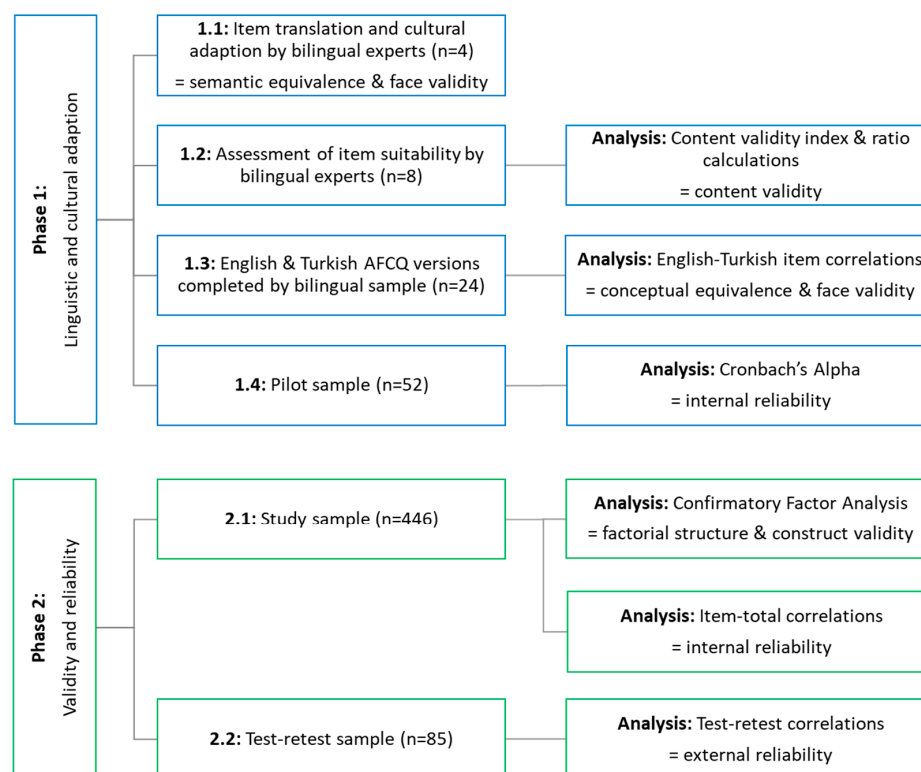 Phase 1:
Linguistic and cultural adaption
1.1: Item translation and cultural
adaption by bilingual experts (n=4)
= semantic equivalence & face validity
1.2: Assessment of item suitability by
bilingual experts (n=8)
Analysis: Content validity index & ratio
calculations
= content validity
1.3: English & Turkish AFCQ versions
completed by bilingual sample (n=24)
Analysis: English-Turkish item correlations
= conceptual equivalence & face validity
1.4: Pilot sample (n=52)
Analysis: Cronbach's Alpha
= internal reliability
Phase 2:
Validity and reliability
2.1: Study sample (n=446)
Analysis: Confirmatory Factor Analysis
= factorial structure & construct validity
Analysis: Item-total correlations
= internal reliability
2.2: Test-retest sample (n=85)
Analysis: Test-retest correlations
= external reliability